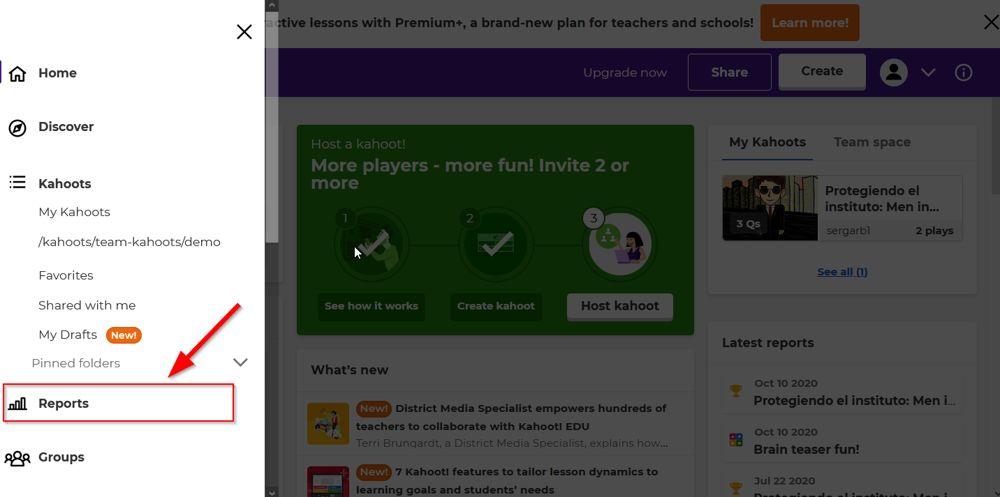 Home
Discover
Kahoots
My Kahoots
/kahoots/team-kahoots/demo
Favorites
Shared with me
My Drafts New!
Pinned folders
Reports
Groups
active lessons with Premium+, a brand-new plan for teachers and schools! Learn more!
Upgrade now Share Create
Host a kahoot!
More players - more fun! Invite 2 or
more
1 2 3
See how it works Create kahoot Host kahoot
What's new
New! District Media Specialist empowers hundreds of
teachers to collaborate with Kahoot! EDU
Terri Brungardt, a District Media Specialist, explains how...
New! 7 Kahoot! features to tailor lesson dynamics to
learning goals and students' needs
My Kahoots Team space
Protegiendo el
instituto: Men in...
3 Qs
sergarb1 2 plays
See all (1)
Latest reports
Oct 10 2020
Protegiendo el instituto: Men i...
Oct 10 2020
Brain teaser fun!
Jul 22 2020
Protegiendo el instituto: Men i...